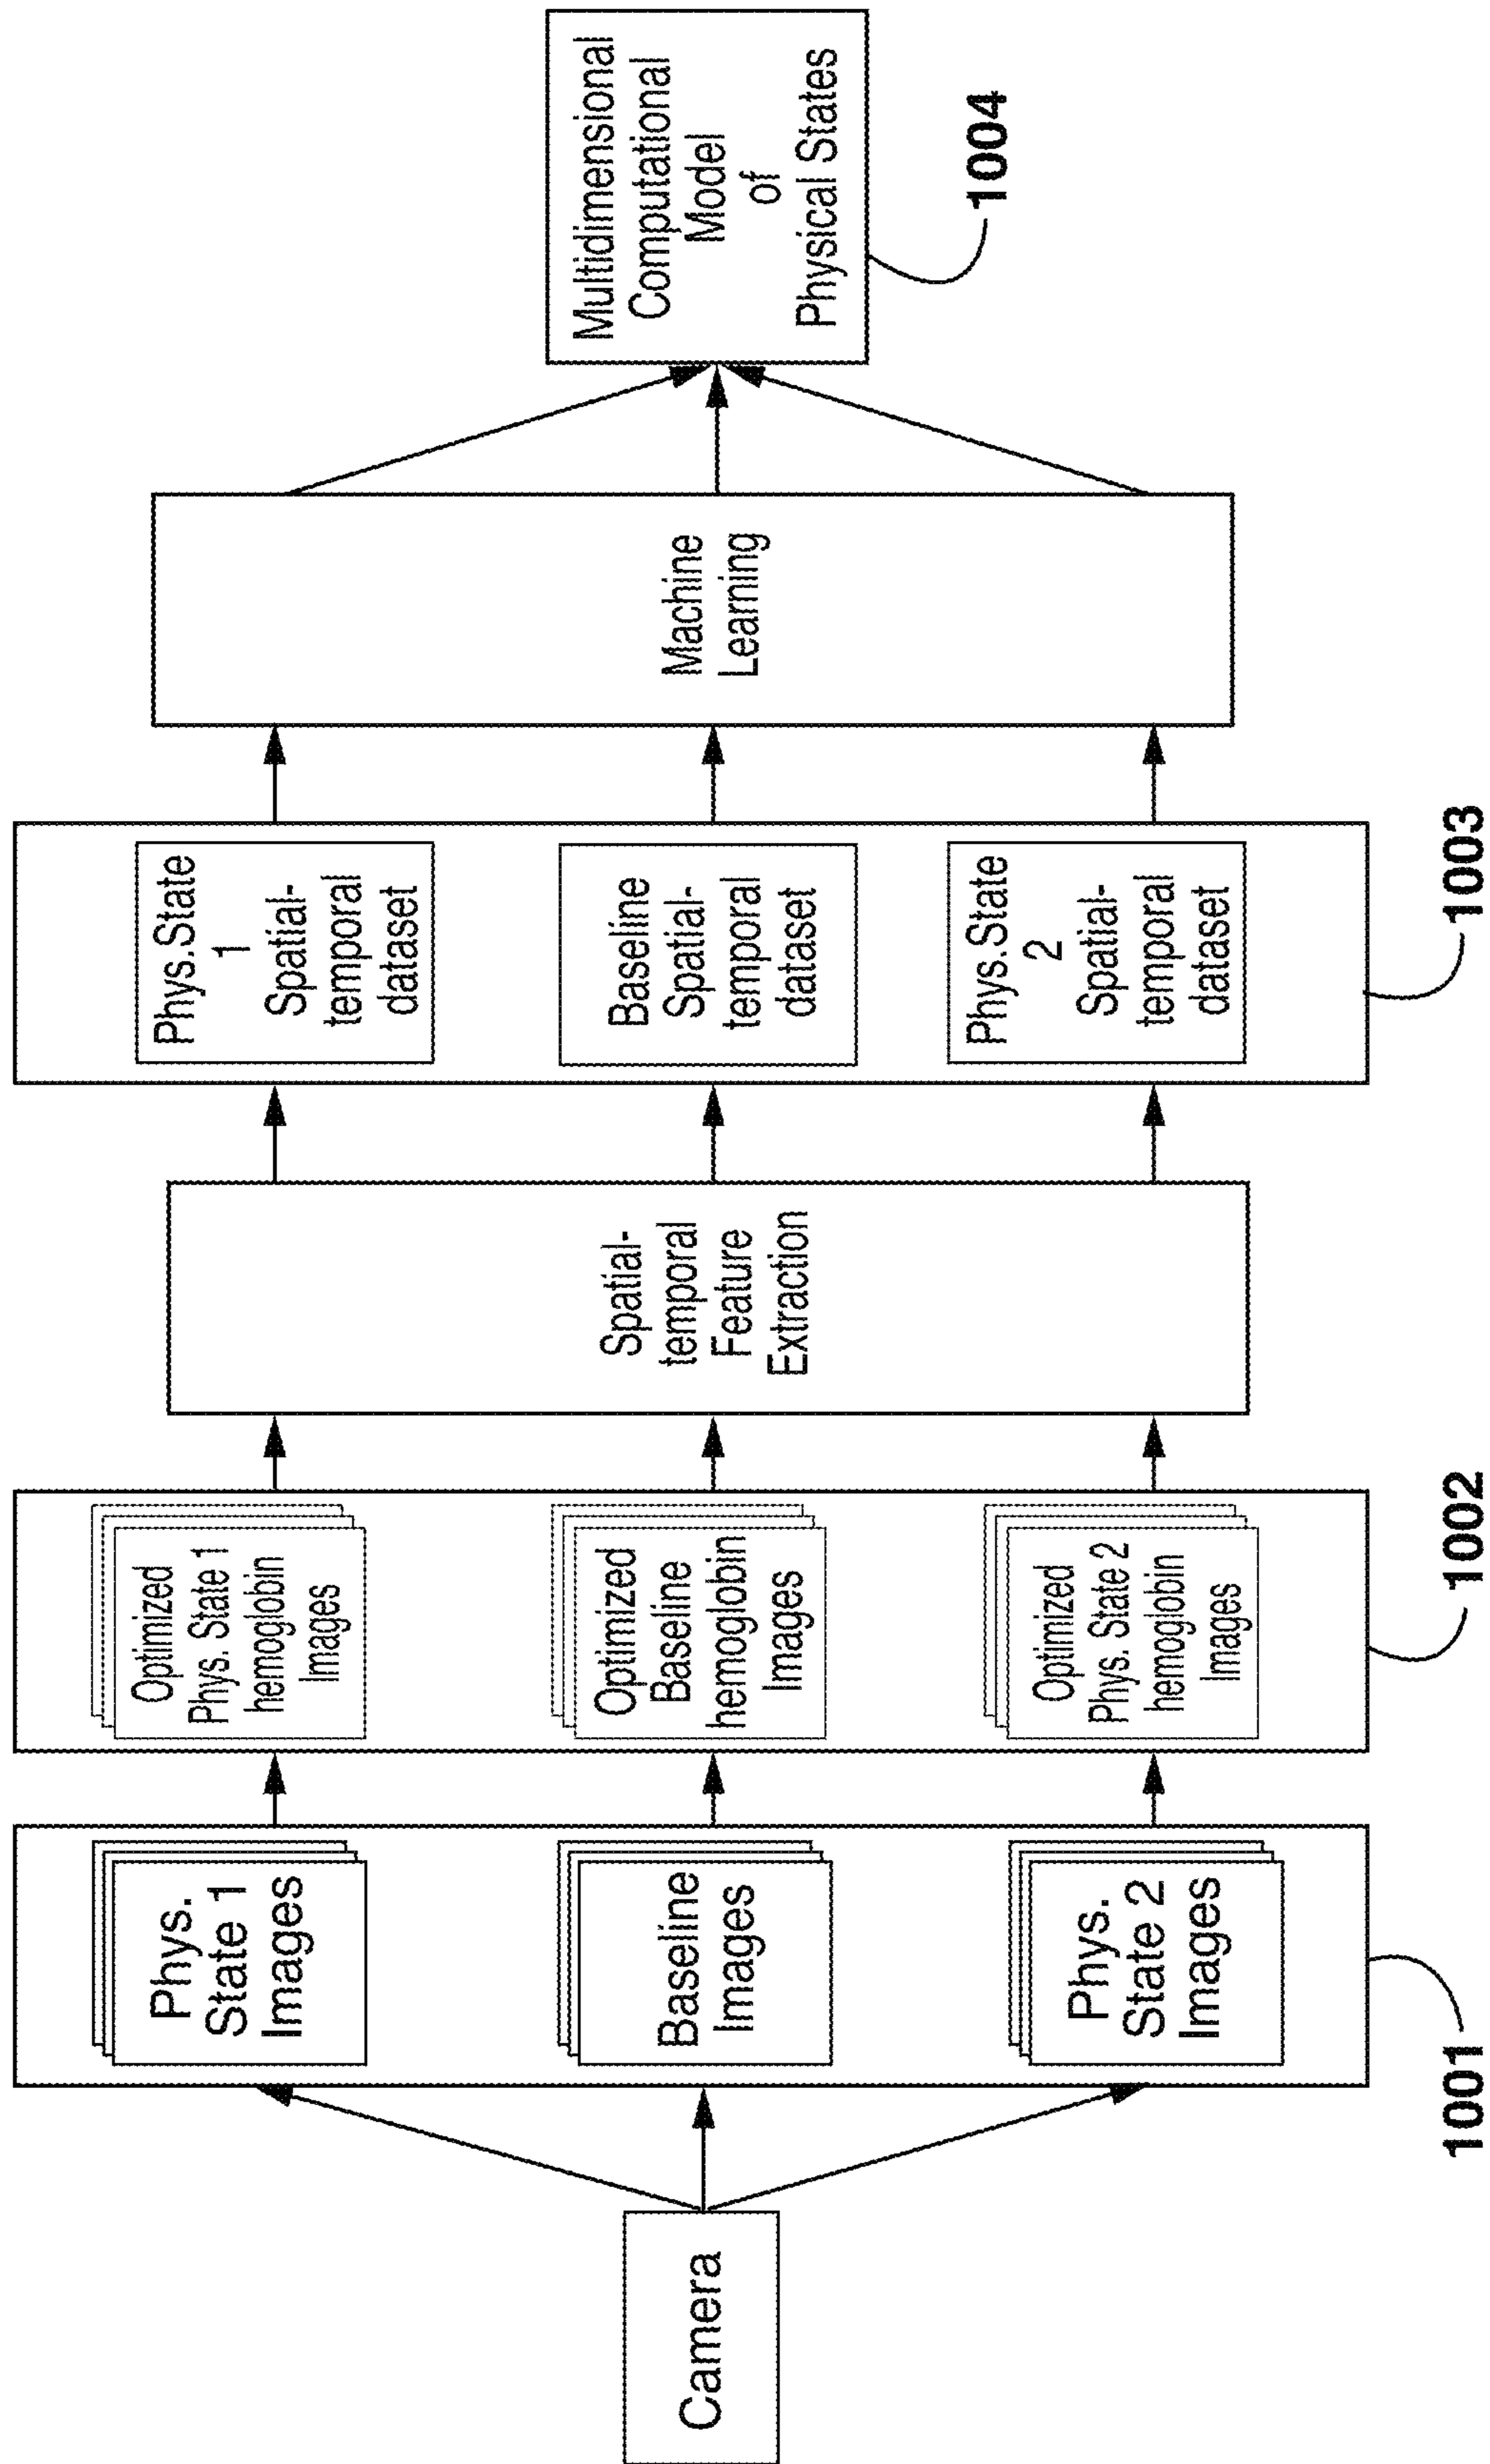 Camera
Phys.
State 1
Images
Baseline
Images
Phys.
State 2
Images
1001
Optimized
Phys. State 1
hemoglobin
Images
Optimized
Baseline
hemoglobin
Images
Optimized
Phys. State 2
hemoglobin
Images
1002
Spatial-
temporal
Feature
Extraction
Phys.State
1
Spatial-
temporal
dataset
Baseline
Spatial-
temporal
dataset
Phys.State
2
Spatial-
temporal
dataset
1003
Machine
Learning
Multidimensional
Computational
Model
of
Physical States
1004